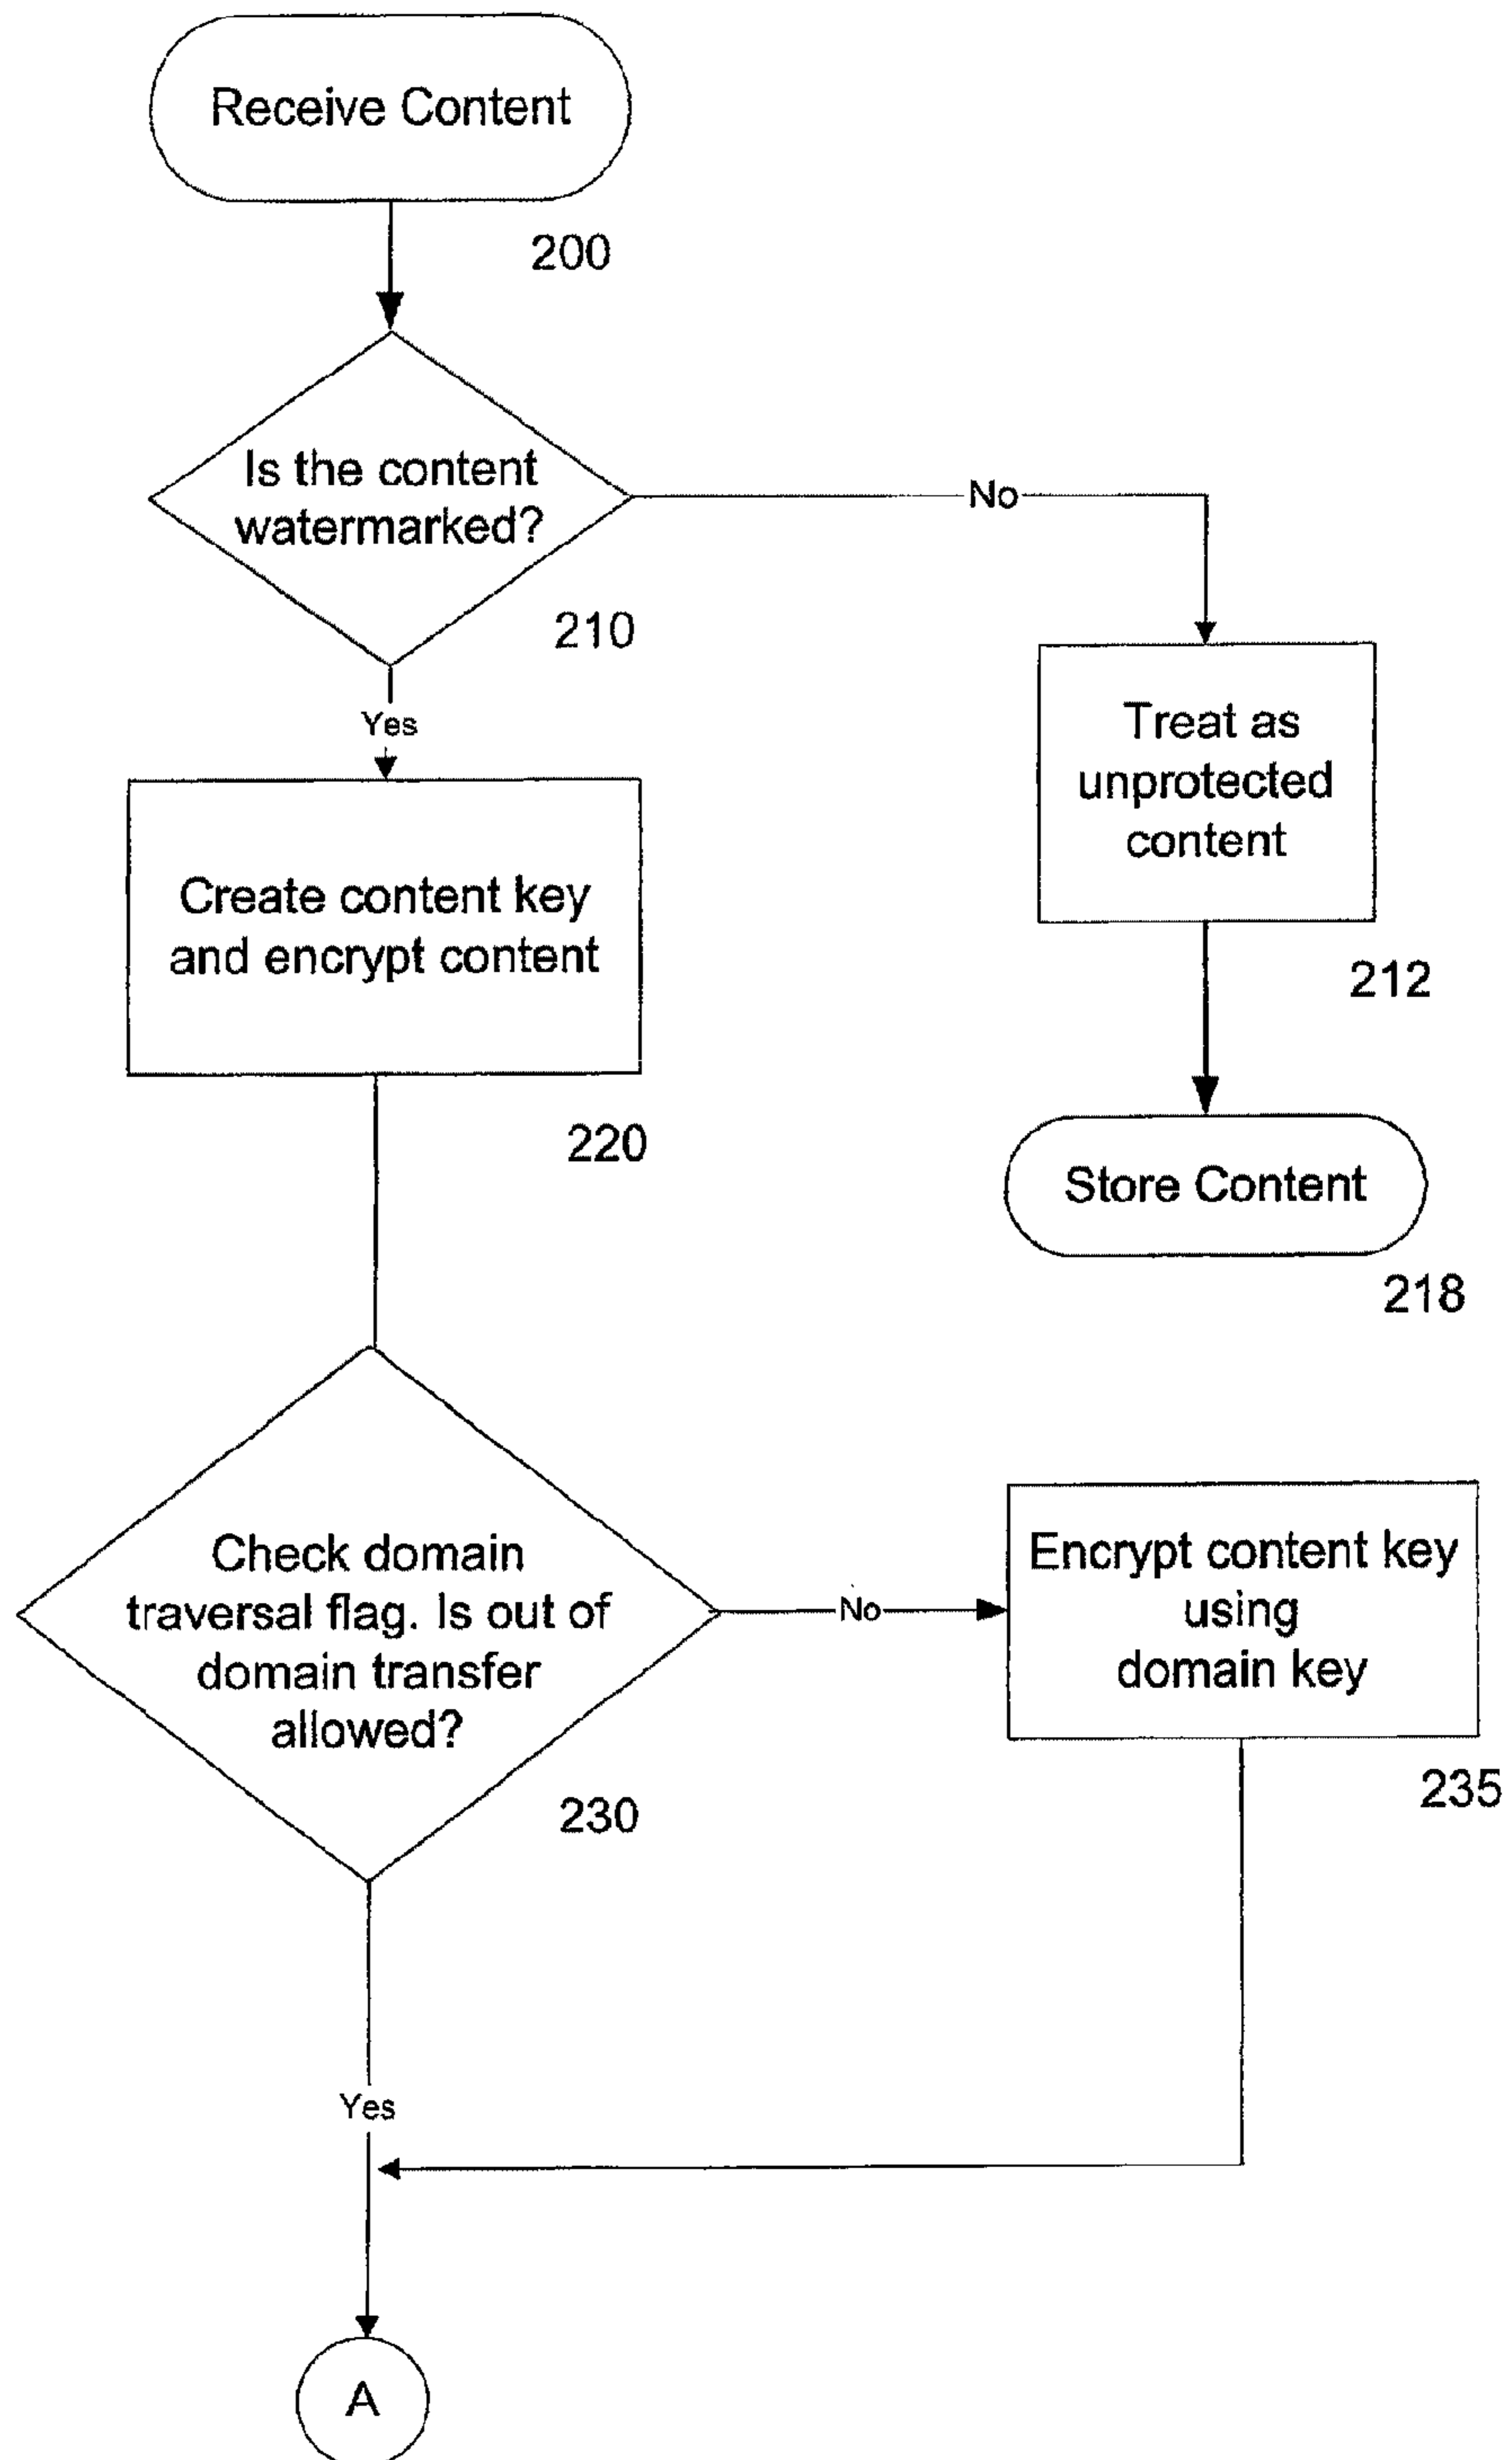 Receive Content
200
Is the content
watermarked?
No
210
Yes
Treat as
unprotected
content
212
Create content key
and encrypt content
220
Store Content
218
Check domain
traversal flag. Is out of
domain transfer
allowed?
No
Encrypt content key
using
domain key
235
230
Yes
A